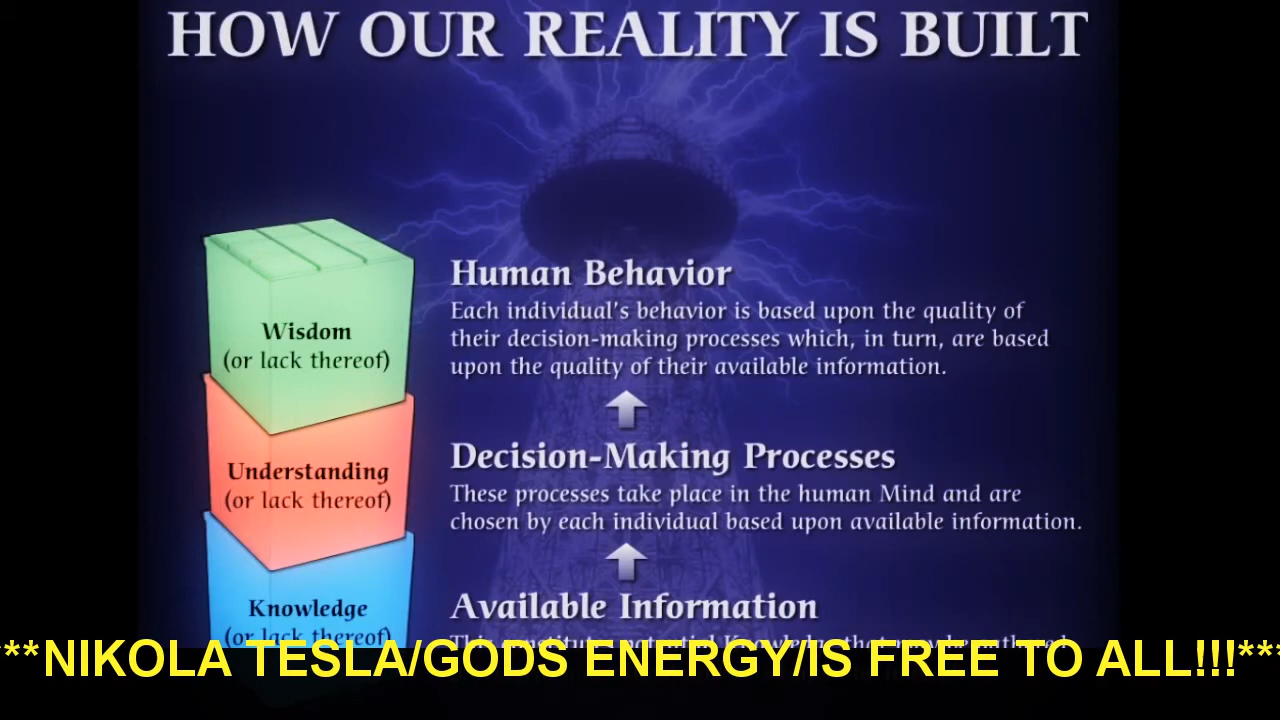 HOW OUR REALITY IS BUILT
Wisdom
(or lack thereof)
Human Behavior
Each individual's behavior is based upon the quality of
their decision-making processes which, in turn, are based
upon the quality of their available information.
Understanding
(or lack thereof)
Decision-Making Processes
These processes take place in the human Mind and are
chosen by each individual based upon available information.
Knowledge
(or lack thereof)
Available Information
***NIKOLA TESLA/GODS ENERGY/IS FREE TO ALL!!!***